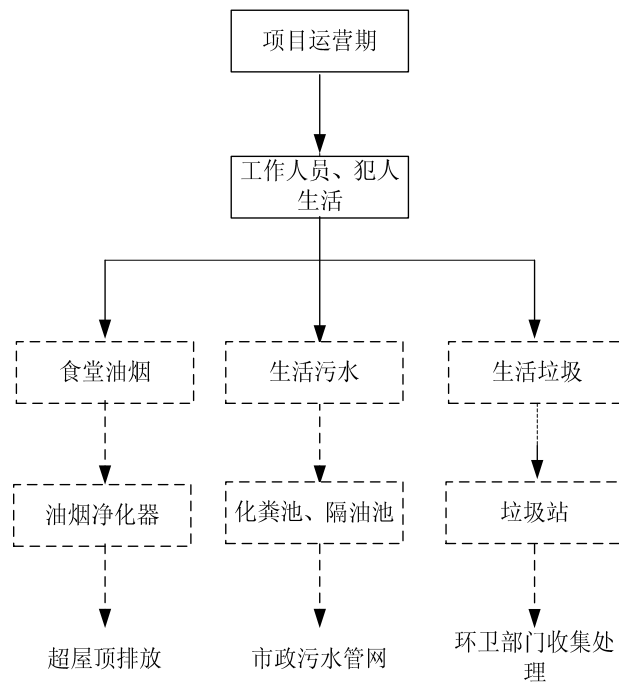 项目运营期
工作人员、犯人
生活
食堂油烟
生活污水
生活垃圾
油烟净化器
化粪池、隔油池
垃圾站
超屋顶排放
市政污水管网
环卫部门收集处
理